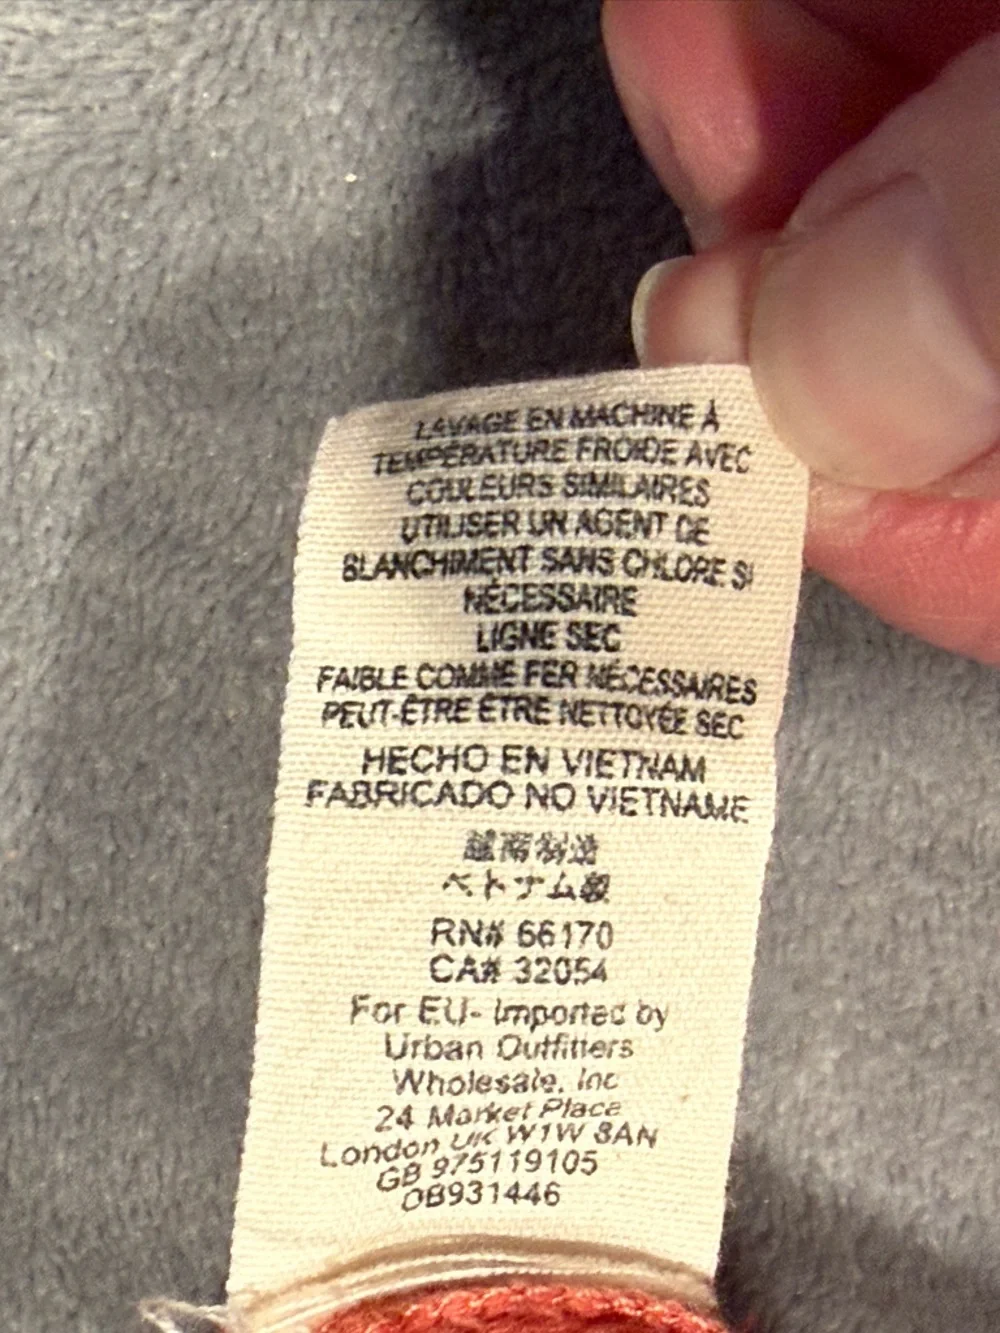 LAVAGE EN MACHINE À
TEMPÉRATURE FROIDE AVEC
COULEURS SIMILAIRES
UTILISER UN AGENT DE
BLANCHIMENT SANS CHLORE SI
NÉCESSAIRE
LIGNE SEC
FAIBLE COMME FER NÉCESSAIRES
PEUT-ÊTRE ÊTRE NETTOYÉE SEC
HECHO EN VIETNAM
FABRICADO NO VIETNAME
越南制造
ベトナム製
RN# 66170
CA# 32054
For EU- Imported by
Urban Outfitters
Wholesale, Inc
24 Market Place
London UK W1W 8AN
GB 975119105
OB931446